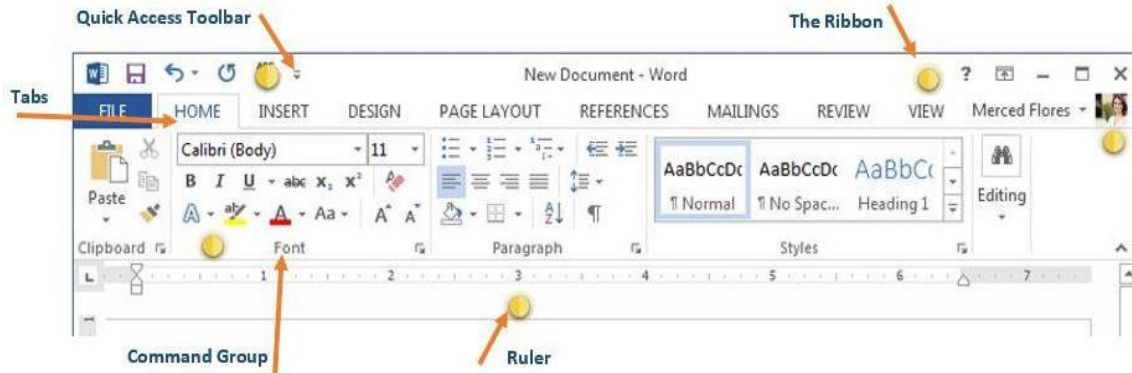 Quick Access Toolbar
The Ribbon
New Document - Word
?
Tabs
FILE HOME INSERT DESIGN PAGE LAYOUT REFERENCES MAILINGS REVIEW VIEW Merced Flores
Calibri (Body) 11
AaBbCcDc AaBbCcDc AaBbCc
B I U abc X₂ X²
Paste
¶ Normal ¶ No Spac... Heading 1
Editing
A aby A Aa A A A Z ¶
Clipboard Font Paragraph Styles
L 1 2 3 4 5 6 7
Command Group
Ruler